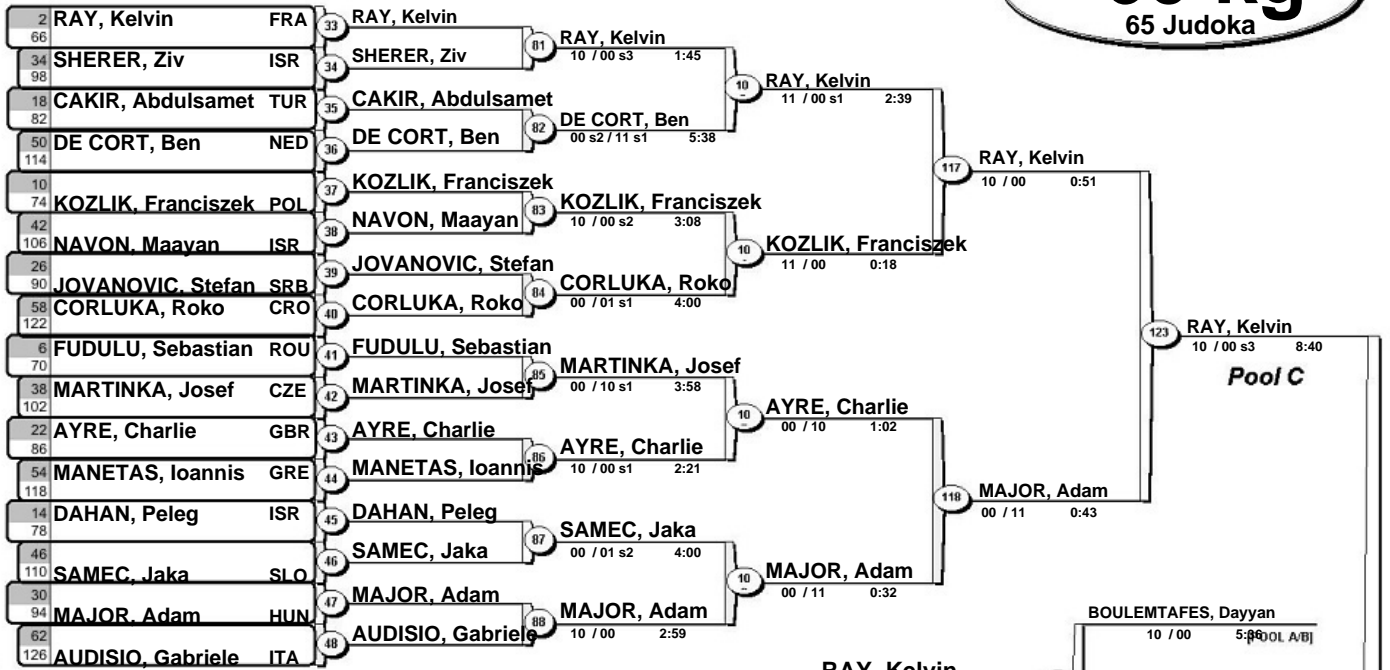 65 Judoka
2 RAY, Kelvin FRA
66
34 SHERER, Ziv ISR
98
18 CAKIR, Abdulsamet TUR
82
50 DE CORT, Ben NED
114
10
74 KOZLIK, Franciszek POL
42
106 NAVON, Maayan ISR
26
90 JOVANOVIC, Stefan SRB
58 CORLUKA, Roko CRO
122
6 FUDULU, Sebastian ROU
70
38 MARTINKA, Josef CZE
102
22 AYRE, Charlie GBR
86
54 MANETAS, Ioannis GRE
118
14 DAHAN, Peleg ISR
78
46
110 SAMEC, Jaka SLO
30
94 MAJOR, Adam HUN
62
126 AUDISIO, Gabriele ITA
33 RAY, Kelvin
34 SHERER, Ziv
35 CAKIR, Abdulsamet
36 DE CORT, Ben
37 KOZLIK, Franciszek
38 NAVON, Maayan
39 JOVANOVIC, Stefan
40 CORLUKA, Roko
41 FUDULU, Sebastian
42 MARTINKA, Josef
43 AYRE, Charlie
44 MANETAS, Ioannis
45 DAHAN, Peleg
46 SAMEC, Jaka
47 MAJOR, Adam
48 AUDISIO, Gabriele
81 RAY, Kelvin
10 / 00 s3 1:45
82 DE CORT, Ben
00 s2 / 11 s1 5:38
83 KOZLIK, Franciszek
10 / 00 s2 3:08
84 CORLUKA, Roko
00 / 01 s1 4:00
85 MARTINKA, Josef
00 / 10 s1 3:58
86 AYRE, Charlie
10 / 00 s1 2:21
87 SAMEC, Jaka
00 / 01 s2 4:00
88 MAJOR, Adam
10 / 00 2:59
10 RAY, Kelvin
11 / 00 s1 2:39
10 KOZLIK, Franciszek
11 / 00 0:18
10 AYRE, Charlie
00 / 10 1:02
10 MAJOR, Adam
00 / 11 0:32
117 RAY, Kelvin
10 / 00 0:51
118 MAJOR, Adam
00 / 11 0:43
123 RAY, Kelvin
10 / 00 s3 8:40
Pool C
BOULEMTAFES, Dayyan
10 / 00 [POOL A/B]